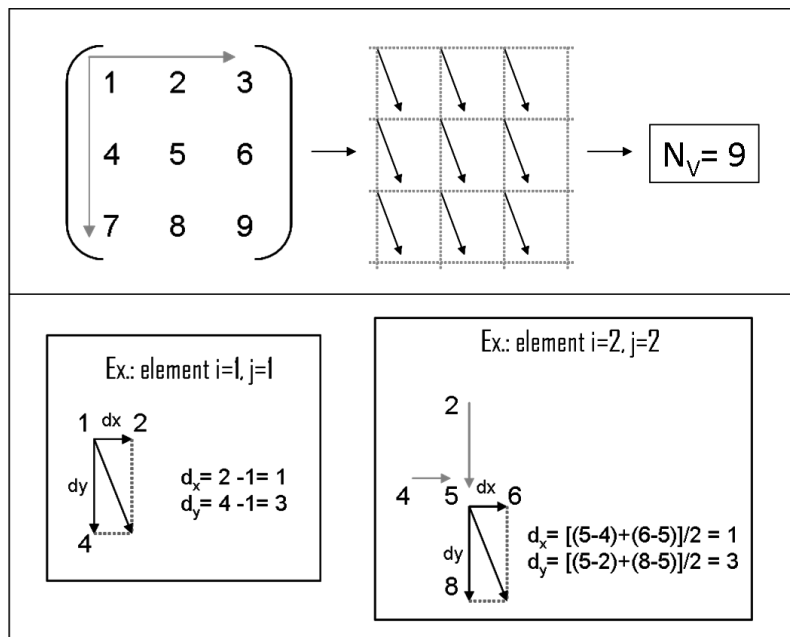 1 2 3
4 5 6
7 8 9
N_V= 9
Ex.: element i=1, j=1
1 dx 2
dy
4
d_x= 2 -1= 1
d_y= 4 -1= 3
Ex.: element i=2, j=2
2
4 5 dx 6
dy
8
d_x= [(5-4)+(6-5)]/2 = 1
d_y= [(5-2)+(8-5)]/2 = 3